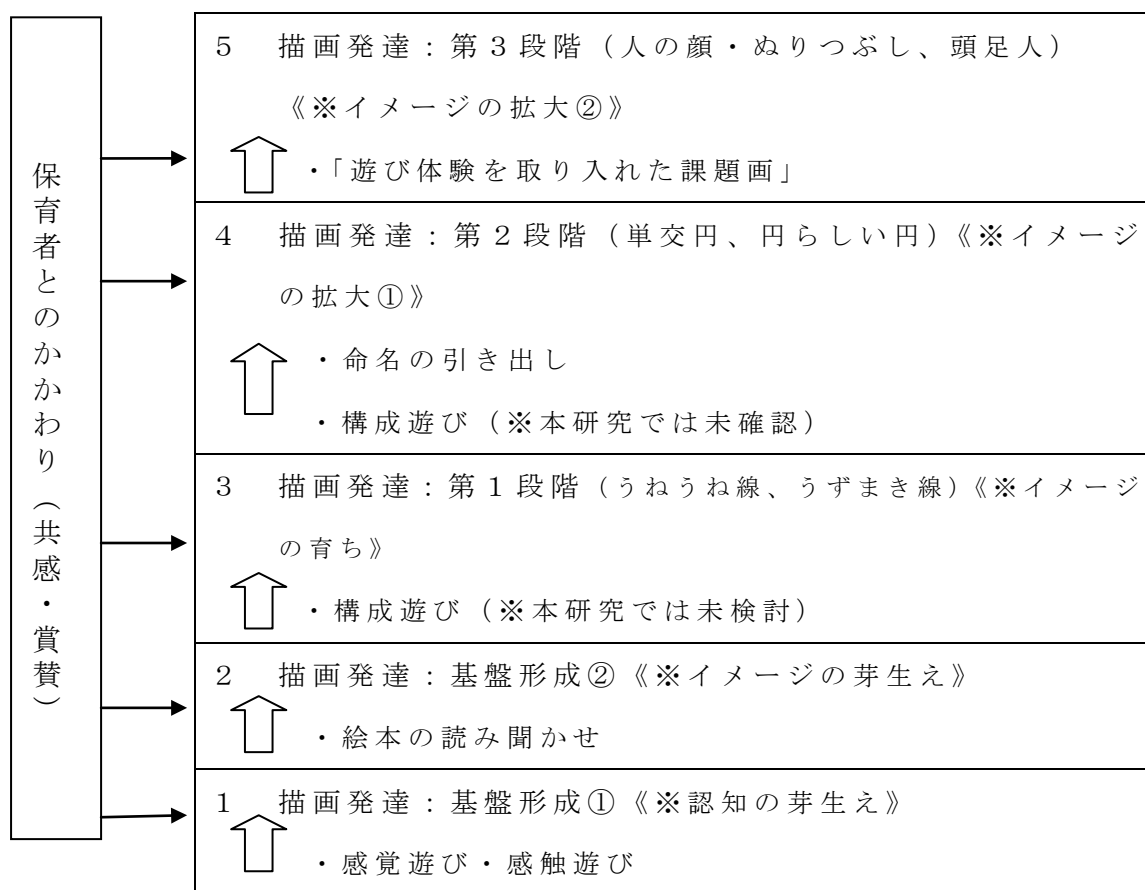 保育者とのかかわり（共感・賞賛）
5 描画発達：第3段階（人の顔・ぬりつぶし、頭足人）
《※イメージの拡大②》
・「遊び体験を取り入れた課題画」
4 描画発達：第2段階（単交円、円らしい円）《※イメージ
の拡大①》
・命名の引き出し
・構成遊び（※本研究では未確認）
3 描画発達：第1段階（うねうね線、うずまき線）《※イメージ
の育ち》
・構成遊び（※本研究では未検討）
2 描画発達：基盤形成②《※イメージの芽生え》
・絵本の読み聞かせ
1 描画発達：基盤形成①《※認知の芽生え》
・感覚遊び・感触遊び